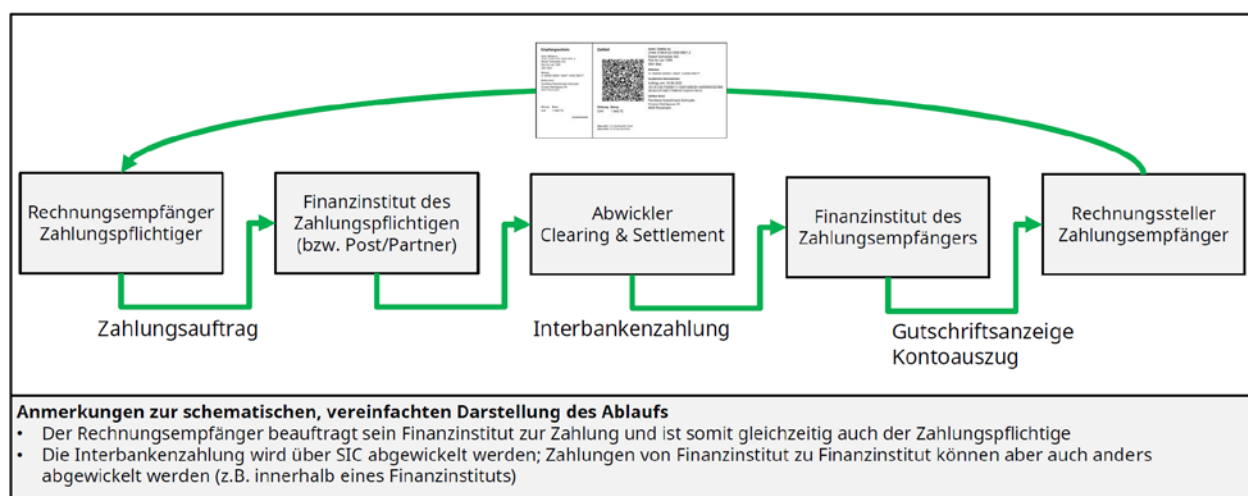 Empfangsschein
Zahlteil
Rechnungsempfänger
Zahlungspflichtiger
Finanzinstitut des
Zahlungspflichtigen
(bzw. Post/Partner)
Abwickler
Clearing & Settlement
Finanzinstitut des
Zahlungsempfängers
Rechnungssteller
Zahlungsempfänger
Zahlungsauftrag
Interbankenzahlung
Gutschriftsanzeige
Kontoauszug
Anmerkungen zur schematischen, vereinfachten Darstellung des Ablaufs
• Der Rechnungsempfänger beauftragt sein Finanzinstitut zur Zahlung und ist somit gleichzeitig auch der Zahlungspflichtige
• Die Interbankenzahlung wird über SIC abgewickelt werden; Zahlungen von Finanzinstitut zu Finanzinstitut können aber auch anders
abgewickelt werden (z.B. innerhalb eines Finanzinstituts)